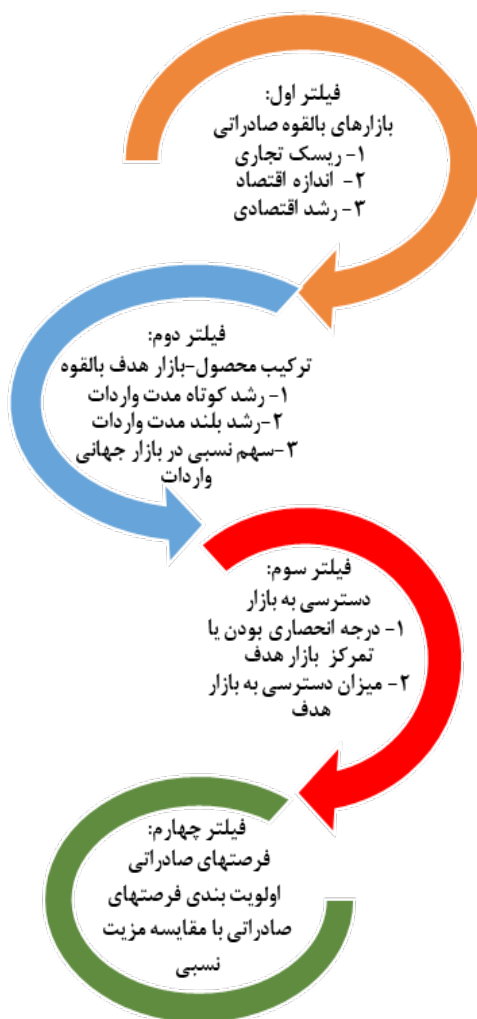 فیلتر اول:
بازارهای بالقوه صادراتی
۱- ریسک تجاری
۲- اندازه اقتصاد
۳- رشد اقتصادی
فیلتر دوم:
ترکیب محصول-بازار هدف بالقوه
۱- رشد کوتاه مدت واردات
۲-رشد بلند مدت واردات
۳-سهم نسبی در بازار جهانی
واردات
فیلتر سوم:
دسترسی به بازار
۱- درجه انحصاری بودن یا
تمرکز بازار هدف
۲- میزان دسترسی به بازار
هدف
فیلتر چهارم:
فرصتهای صادراتی
اولویت بندی فرصتهای
صادراتی با مقایسه مزیت
نسبی